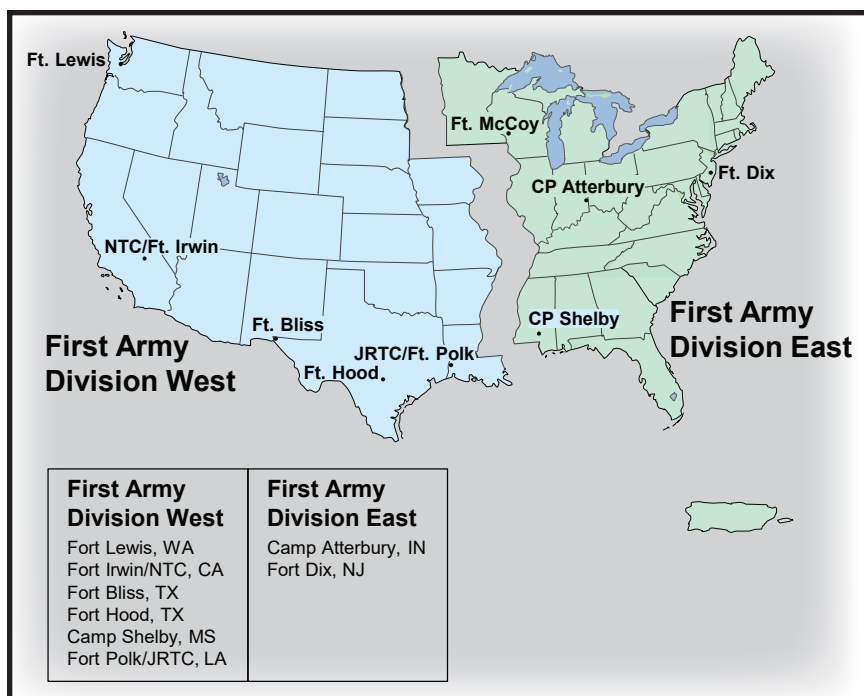 Ft. Lewis
Ft. McCoy
Ft. Dix
CP Atterbury
NTC/Ft. Irwin
Ft. Bliss
CP Shelby
First Army
Division East
First Army
Division West
JRTC/Ft. Polk
Ft. Hood
First Army
Division West
Fort Lewis, WA
Fort Irwin/NTC, CA
Fort Bliss, TX
Fort Hood, TX
Camp Shelby, MS
Fort Polk/JRTC, LA
First Army
Division East
Camp Atterbury, IN
Fort Dix, NJ